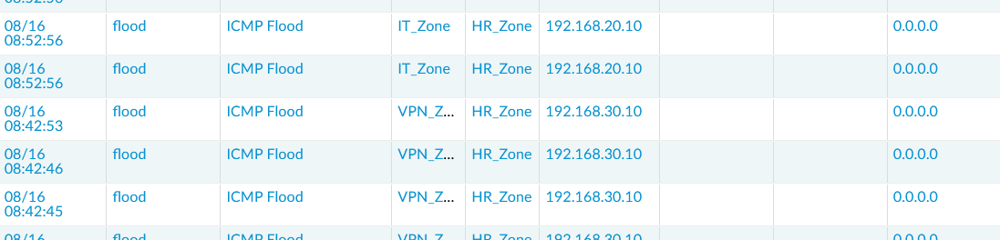 08/16 08:52:56 flood ICMP Flood IT_Zone HR_Zone 192.168.20.10 0.0.0.0
08/16 08:52:56 flood ICMP Flood IT_Zone HR_Zone 192.168.20.10 0.0.0.0
08/16 08:42:53 flood ICMP Flood VPN_Z... HR_Zone 192.168.30.10 0.0.0.0
08/16 08:42:46 flood ICMP Flood VPN_Z... HR_Zone 192.168.30.10 0.0.0.0
08/16 08:42:45 flood ICMP Flood VPN_Z... HR_Zone 192.168.30.10 0.0.0.0
08/16 flood ICMP Flood VPN_Z... HR_Zone 192.168.30.10 0.0.0.0